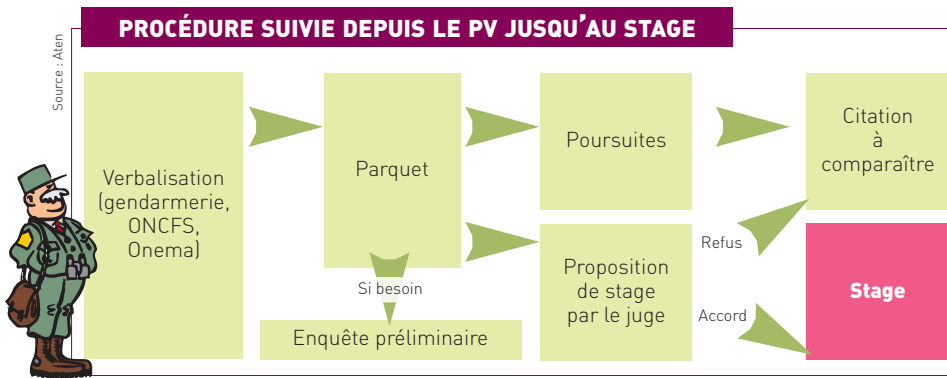 PROCÉDURE SUIVIE DEPUIS LE PV JUSQU'AU STAGE
Source : Aten
Verbalisation
(gendarmerie,
ONCFS,
Onema)
Parquet
Si besoin
Enquête préliminaire
Poursuites
Proposition
de stage
par le juge
Refus
Accord
Citation
à
comparaître
Stage